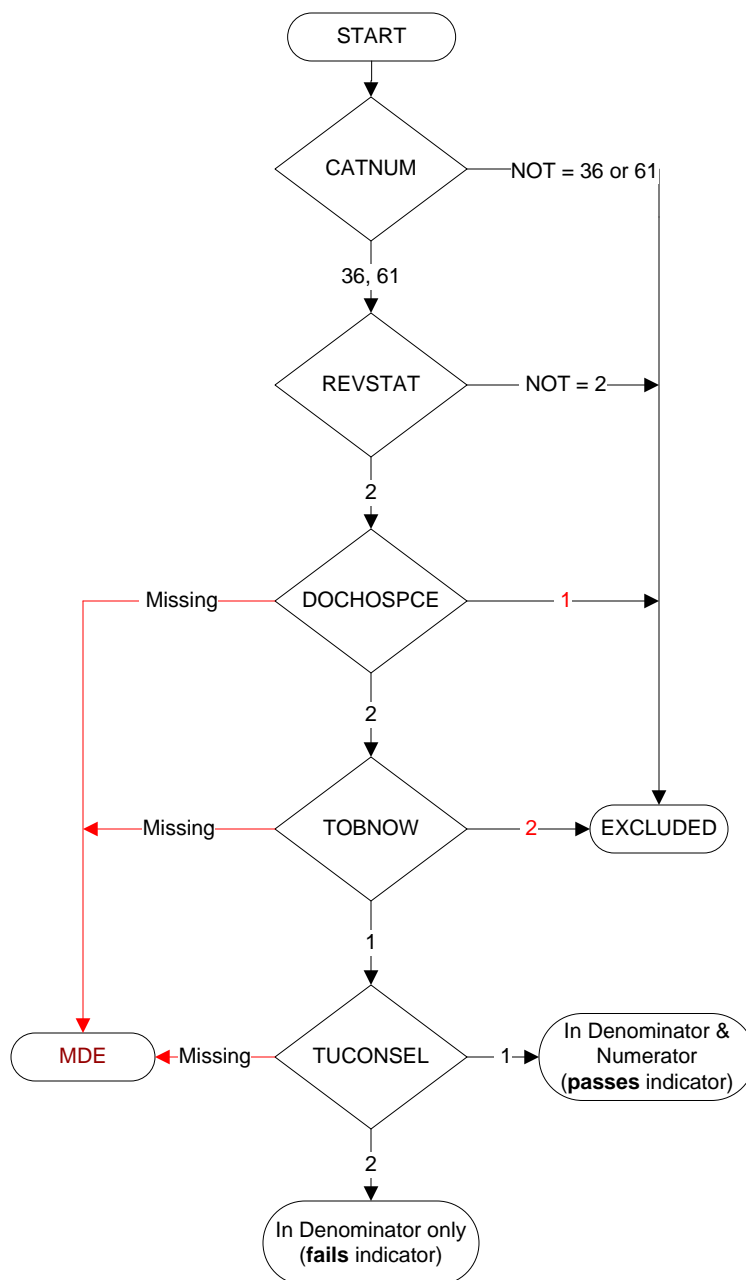 START
CATNUM
NOT = 36 or 61
36, 61
REVSTAT
NOT = 2
2
Missing
DOCHOSPCE
1
2
Missing
TOBNOW
2
EXCLUDED
1
MDE
Missing
TUCONSEL
1
In Denominator &
Numerator
(passes indicator)
2
In Denominator only
(fails indicator)